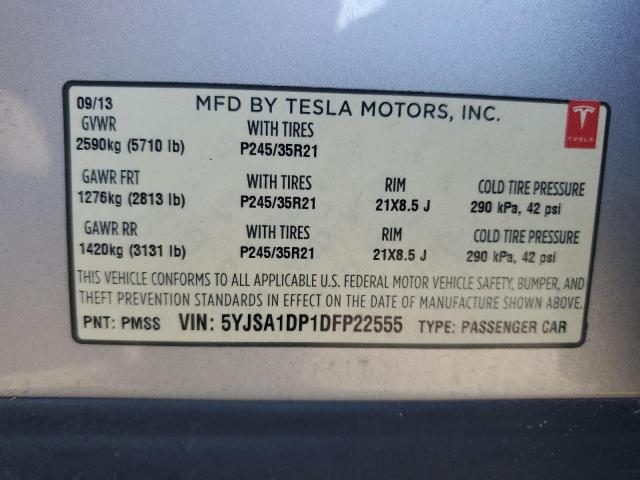 09/13 MFD BY TESLA MOTORS, INC.
TESLA
GVWR WITH TIRES
2590kg (5710 lb) P245/35R21
GAWR FRT WITH TIRES RIM COLD TIRE PRESSURE
1276kg (2813 lb) P245/35R21 21X8.5 J 290 kPa, 42 psi
GAWR RR WITH TIRES RIM COLD TIRE PRESSURE
1420kg (3131 lb) P245/35R21 21X8.5 J 290 kPa, 42 psi
THIS VEHICLE CONFORMS TO ALL APPLICABLE U.S. FEDERAL MOTOR VEHICLE SAFETY, BUMPER, AND
THEFT PREVENTION STANDARDS IN EFFECT ON THE DATE OF MANUFACTURE SHOWN ABOVE.
PNT: PMSS VIN: 5YJSA1DP1DFP22555 TYPE: PASSENGER CAR